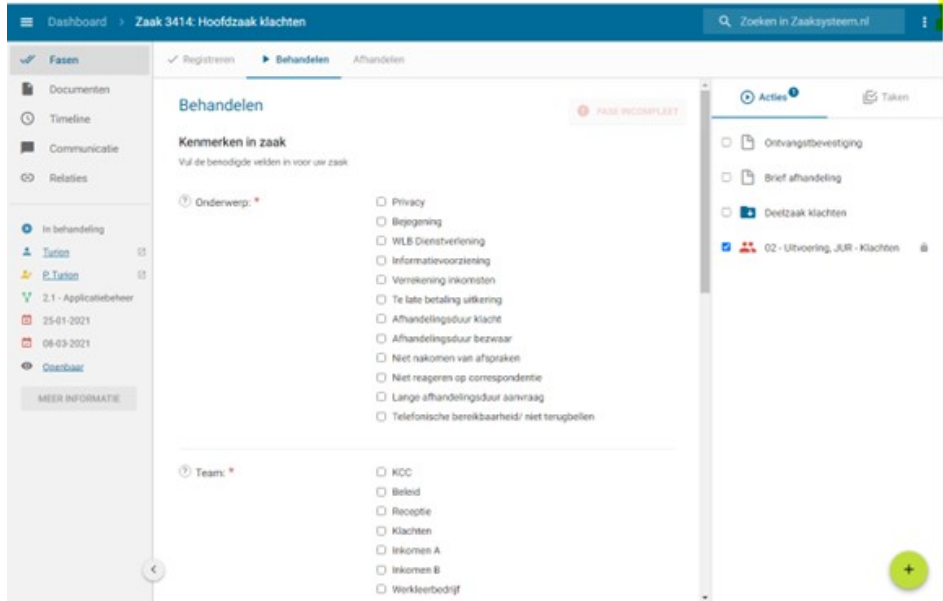 Dashboard > Zaak 3414: Hoofdzaak klachten
Zoeken in Zaaksysteem.nl
Fasen
Documenten
Timeline
Communicatie
Relaties
In behandeling
Turion
P. Turion
2.1 - Applicatiebeheer
25-01-2021
08-03-2021
Openbaar
MEER INFORMATIE
Registreren
Behandelen
Afhandelen
Behandelen
FASE INCOMPLEET
Kenmerken in zaak
Vul de benodigde velden in voor uw zaak
Onderwerp: *
Privacy
Bejegening
WLB Dienstverlening
Informatievoorziening
Verrekening inkomsten
Te late betaling uitkering
Afhandelingsduur klacht
Afhandelingsduur bezwaar
Niet nakomen van afspraken
Niet reageren op correspondentie
Lange afhandelingsduur aanvraag
Telefonische bereikbaarheid/ niet terugbellen
Team: *
KCC
Beleid
Receptie
Klachten
Inkomen A
Inkomen B
Werkleerbedrijf
Acties 1
Taken
Ontvangstbevestiging
Brief afhandeling
Deelzaak klachten
02 - Uitvoering, JUR - Klachten